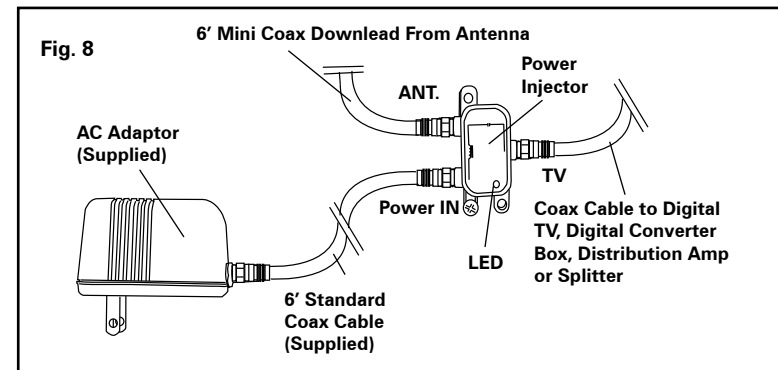 Fig. 8
6’ Mini Coax Downlead From Antenna
ANT.
Power
Injector
AC Adaptor
(Supplied)
TV
Power IN
LED
Coax Cable to Digital
TV, Digital Converter
Box, Distribution Amp
or Splitter
6’ Standard
Coax Cable
(Supplied)